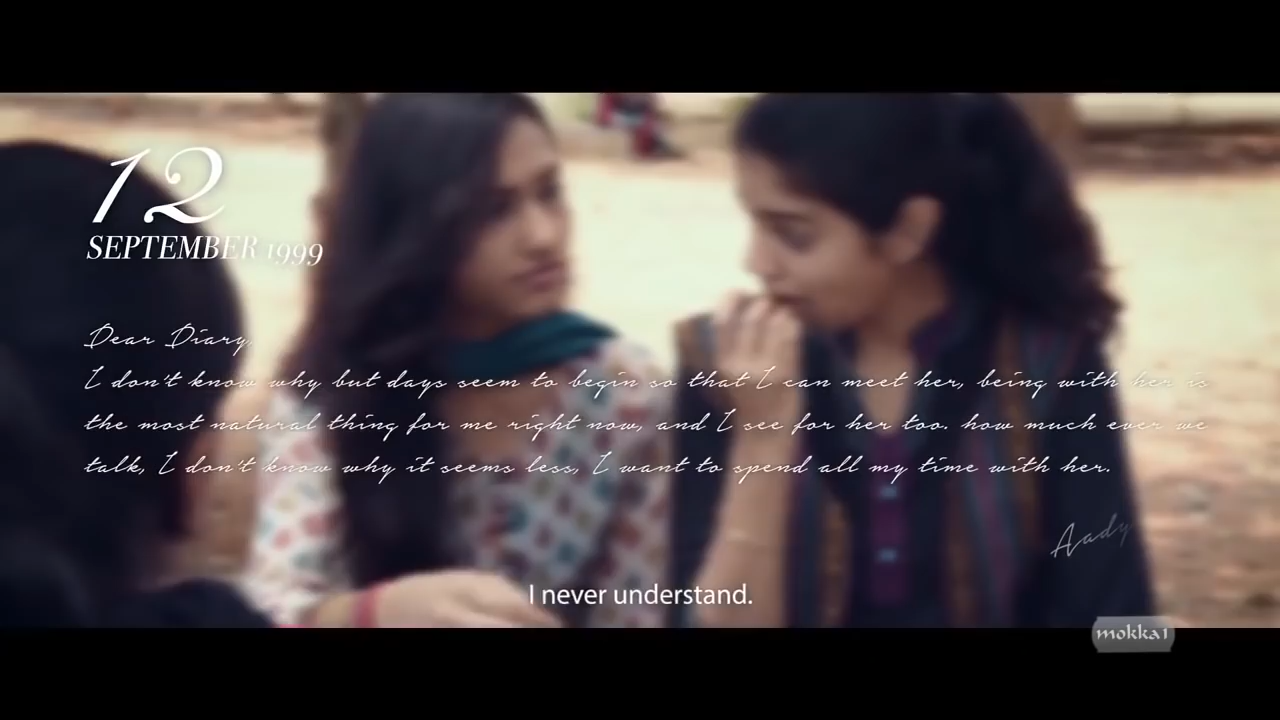 12
SEPTEMBER 1999
Dear Diary,
I don't know why but days seem to begin so that I can meet her, being with her is
the most natural thing for me right now, and I see for her too. how much ever we
talk, I don't know why it seems less, I want to spend all my time with her.
Aady
I never understand.
mokka1